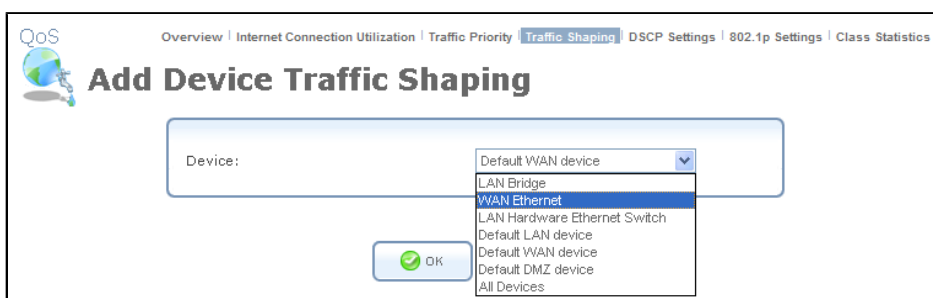 QoS
Overview | Internet Connection Utilization | Traffic Priority | Traffic Shaping | DSCP Settings | 802.1p Settings | Class Statistics
Add Device Traffic Shaping
Device: Default WAN device
LAN Bridge
WAN Ethernet
LAN Hardware Ethernet Switch
Default LAN device
Default WAN device
Default DMZ device
All Devices
OK